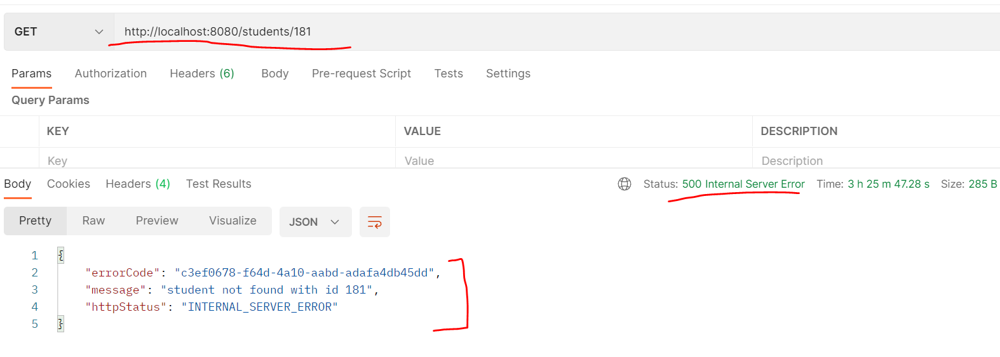 GET http://localhost:8080/students/181
Params Authorization Headers (6) Body Pre-request Script Tests Settings
Query Params
KEY VALUE DESCRIPTION
Key Value Description
Body Cookies Headers (4) Test Results Status: 500 Internal Server Error Time: 3 h 25 m 47.28 s Size: 285 B
Pretty Raw Preview Visualize JSON
1 {
2 "errorCode": "c3ef0678-f64d-4a10-aabd-adafa4db45dd",
3 "message": "student not found with id 181",
4 "httpStatus": "INTERNAL_SERVER_ERROR"
5 }